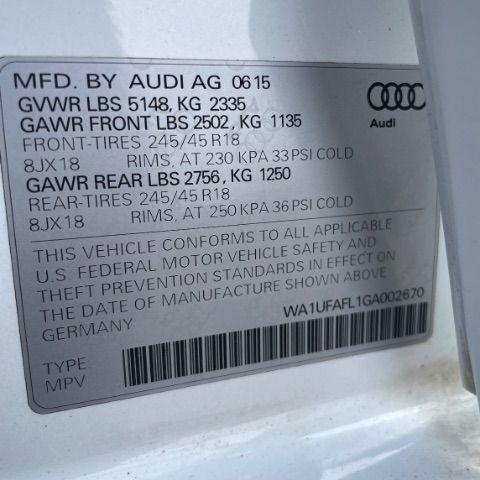 MFD. BY AUDI AG 0615
GVWR LBS 5148, KG 2335
GAWR FRONT LBS 2502, KG 1135
FRONT-TIRES 245/45 R18
8JX18 RIMS, AT 230 KPA 33 PSI COLD
GAWR REAR LBS 2756, KG 1250
REAR-TIRES 245/45 R18
8JX18 RIMS, AT 250 KPA 36 PSI COLD
Audi
THIS VEHICLE CONFORMS TO ALL APPLICABLE
U.S. FEDERAL MOTOR VEHICLE SAFETY AND
THEFT PREVENTION STANDARDS IN EFFECT ON
THE DATE OF MANUFACTURE SHOWN ABOVE
GERMANY
WA1UFAFL1GA002670
TYPE
MPV